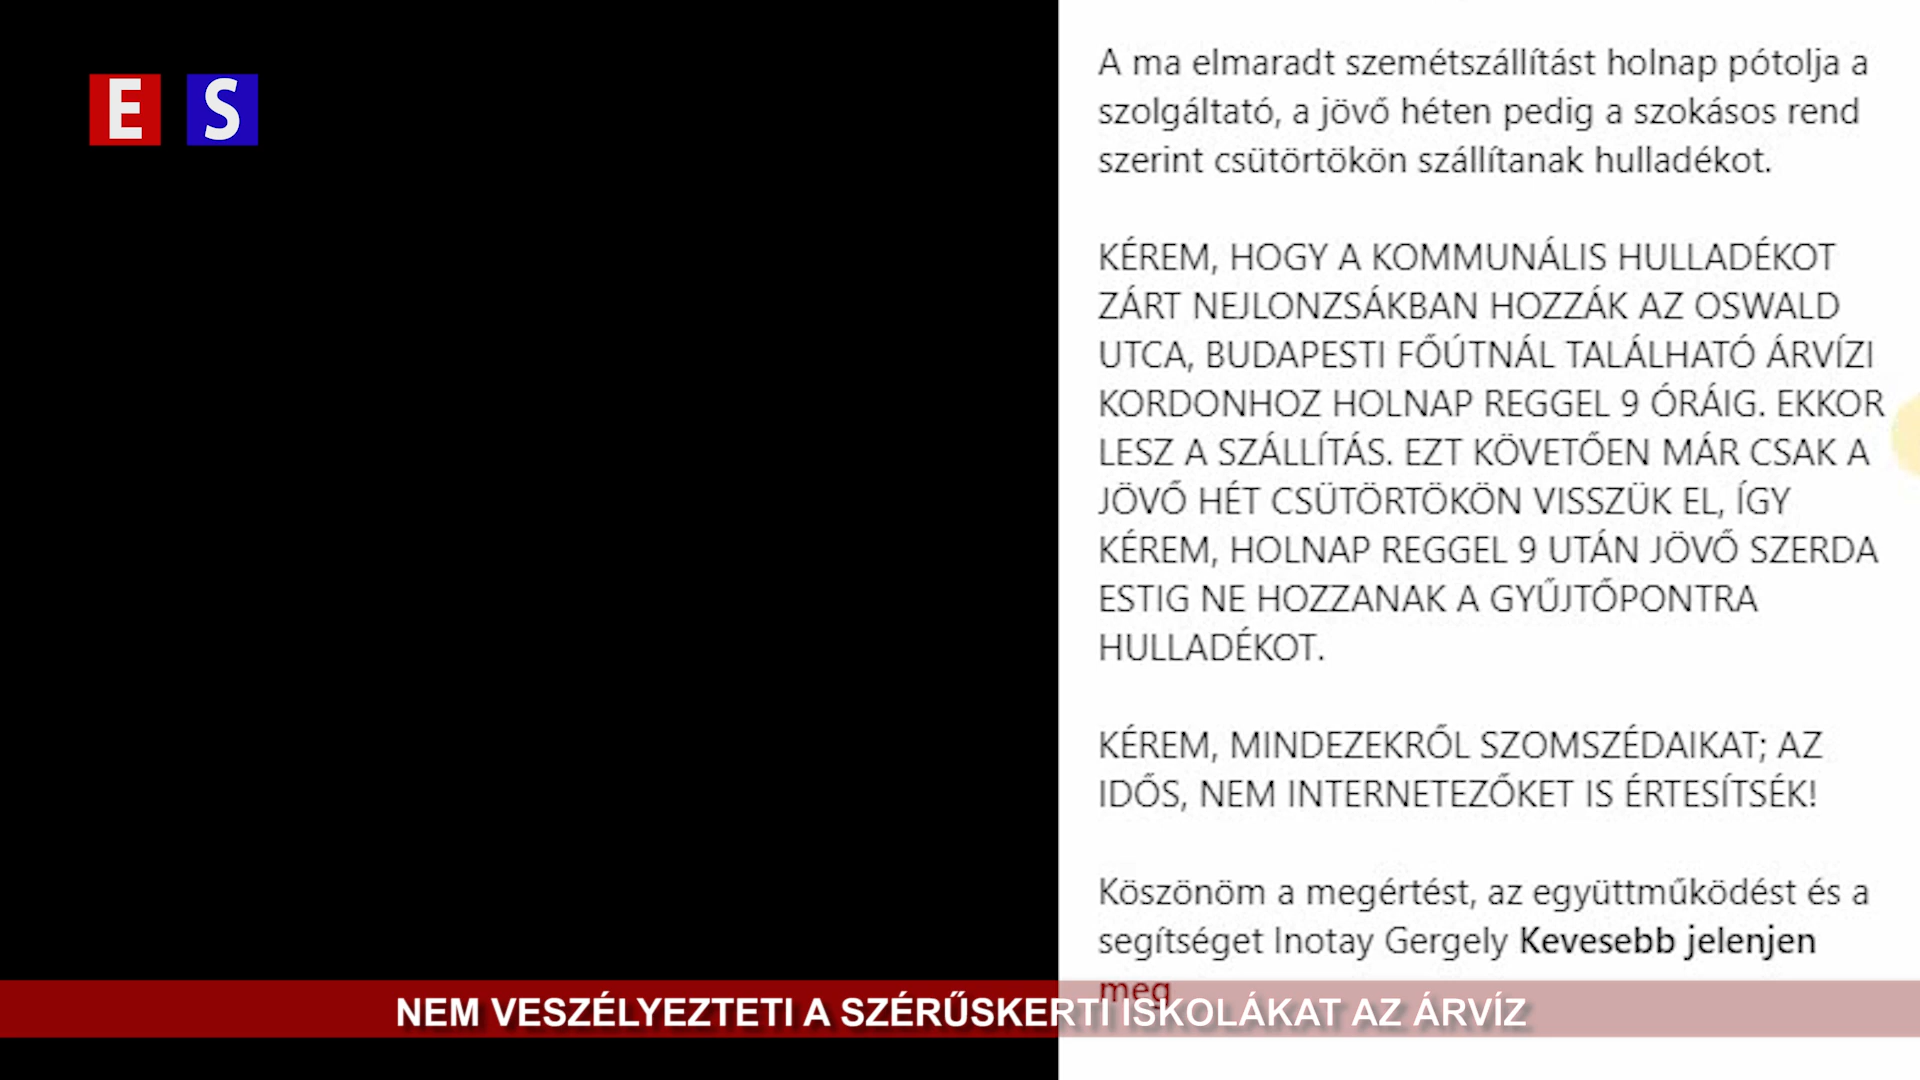 E S
A ma elmaradt szemétszállítást holnap pótolja a
szolgáltató, a jövő héten pedig a szokásos rend
szerint csütörtökön szállítanak hulladékot.
KÉREM, HOGY A KOMMUNÁLIS HULLADÉKOT
ZÁRT NEJLONZSÁKBAN HOZZÁK AZ OSWALD
UTCA, BUDAPESTI FŐÚTNÁL TALÁLHATÓ ÁRVÍZI
KORDONHOZ HOLNAP REGGEL 9 ÓRÁIG. EKKOR
LESZ A SZÁLLÍTÁS. EZT KÖVETŐEN MÁR CSAK A
JÖVŐ HÉT CSÜTÖRTÖKÖN VISSZÜK EL, ÍGY
KÉREM, HOLNAP REGGEL 9 UTÁN JÖVŐ SZERDA
ESTIG NE HOZZANAK A GYŰJTŐPONTRA
HULLADÉKOT.
KÉREM, MINDEZEKRŐL SZOMSZÉDAIKAT; AZ
IDŐS, NEM INTERNETEZŐKET IS ÉRTESÍTSÉK!
Köszönöm a megértést, az együttműködést és a
segítséget Inotay Gergely Kevesebb jelenjen
meg
NEM VESZÉLYEZTETI A SZÉRŰSKERTI ISKOLÁKAT AZ ÁRVÍZ